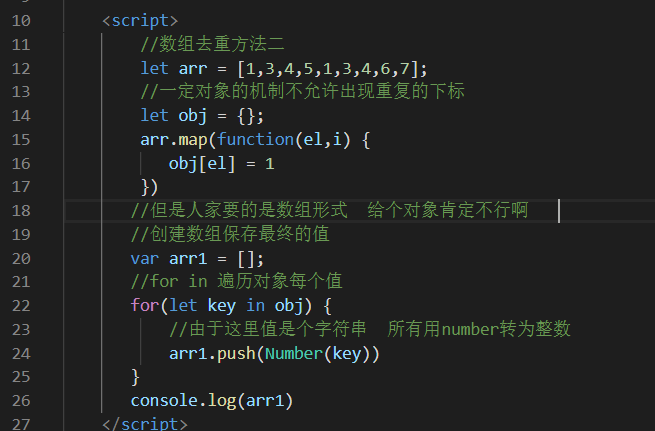 10 <script>
11 //数组去重方法二
12 let arr = [1,3,4,5,1,3,4,6,7];
13 //一定对象的机制不允许出现重复的下标
14 let obj = {};
15 arr.map(function(el,i) {
16 obj[el] = 1
17 })
18 //但是人家要的是数组形式 给个对象肯定不行啊
19 //创建数组保存最终的值
20 var arr1 = [];
21 //for in 遍历对象每个值
22 for(let key in obj) {
23 //由于这里值是个字符串 所有用number转为整数
24 arr1.push(Number(key))
25 }
26 console.log(arr1)
27 </script>